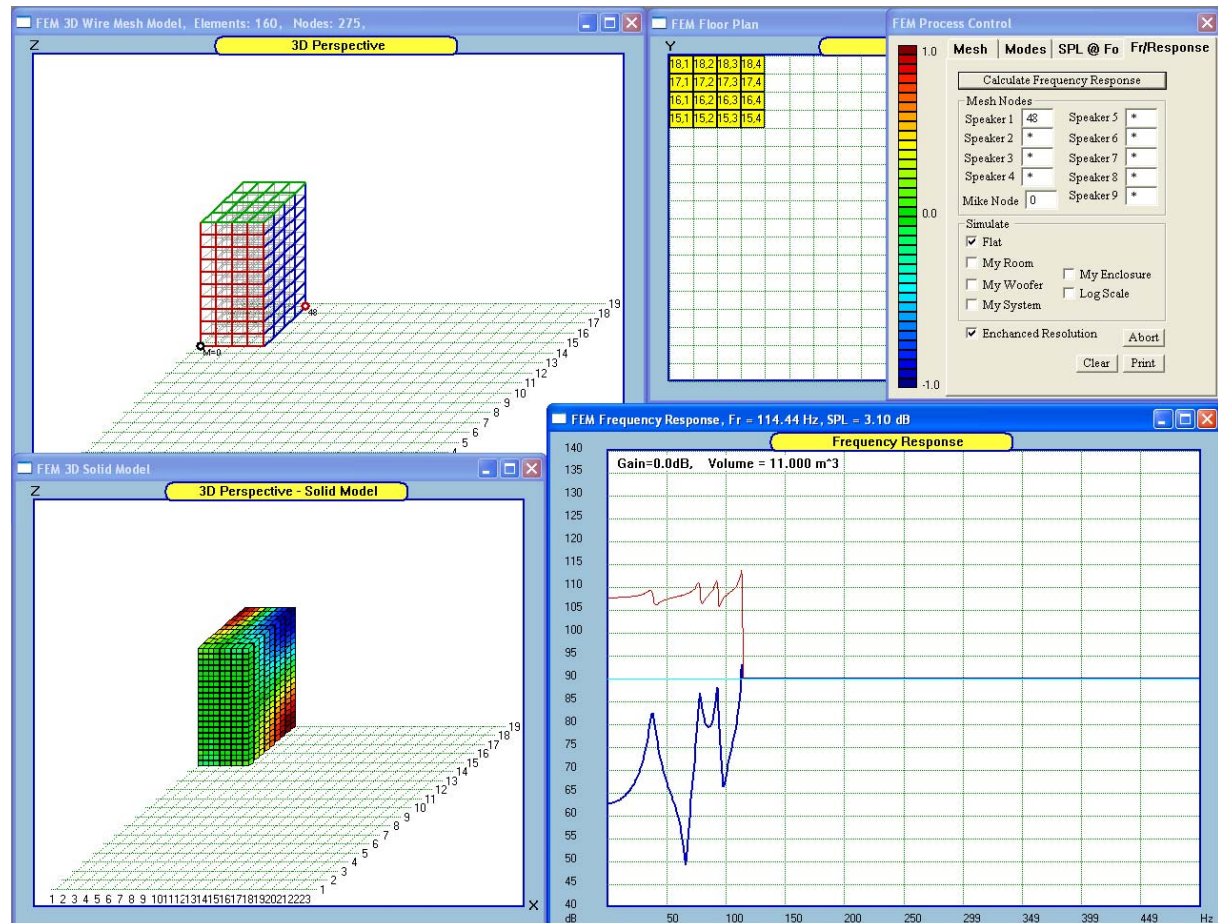 FEM 3D Wire Mesh Model, Elements: 160, Nodes: 275,
Z
3D Perspective
M=0
48
19
18
17
16
15
14
13
12
11
10
9
8
7
6
5
4
FEM Floor Plan
Y
18,1 18,2 18,3 18,4
17,1 17,2 17,3 17,4
16,1 16,2 16,3 16,4
15,1 15,2 15,3 15,4
FEM Process Control
1.0
0.0
-1.0
Mesh Modes SPL @ Fo Fr/Response
Calculate Frequency Response
Mesh Nodes
Speaker 1 48 Speaker 5 *
Speaker 2 * Speaker 6 *
Speaker 3 * Speaker 7 *
Speaker 4 * Speaker 8 *
Mike Node 0 Speaker 9 *
Simulate
Flat
My Room
My Enclosure
My Woofer
Log Scale
My System
Enchanced Resolution
Abort
Clear Print
FEM 3D Solid Model
Z
3D Perspective - Solid Model
19
18
17
16
15
14
13
12
11
10
9
8
7
6
5
4
3
2
1
1 2 3 4 5 6 7 8 9 10 11 12 13 14 15 16 17 18 19 20 21 22 23
X
FEM Frequency Response, Fr = 114.44 Hz, SPL = 3.10 dB
Frequency Response
Gain=0.0dB, Volume = 11.000 m^3
140
135
130
125
120
115
110
105
100
95
90
85
80
75
70
65
60
55
50
45
40
dB 50 100 150 200 250 299 349 399 449 Hz